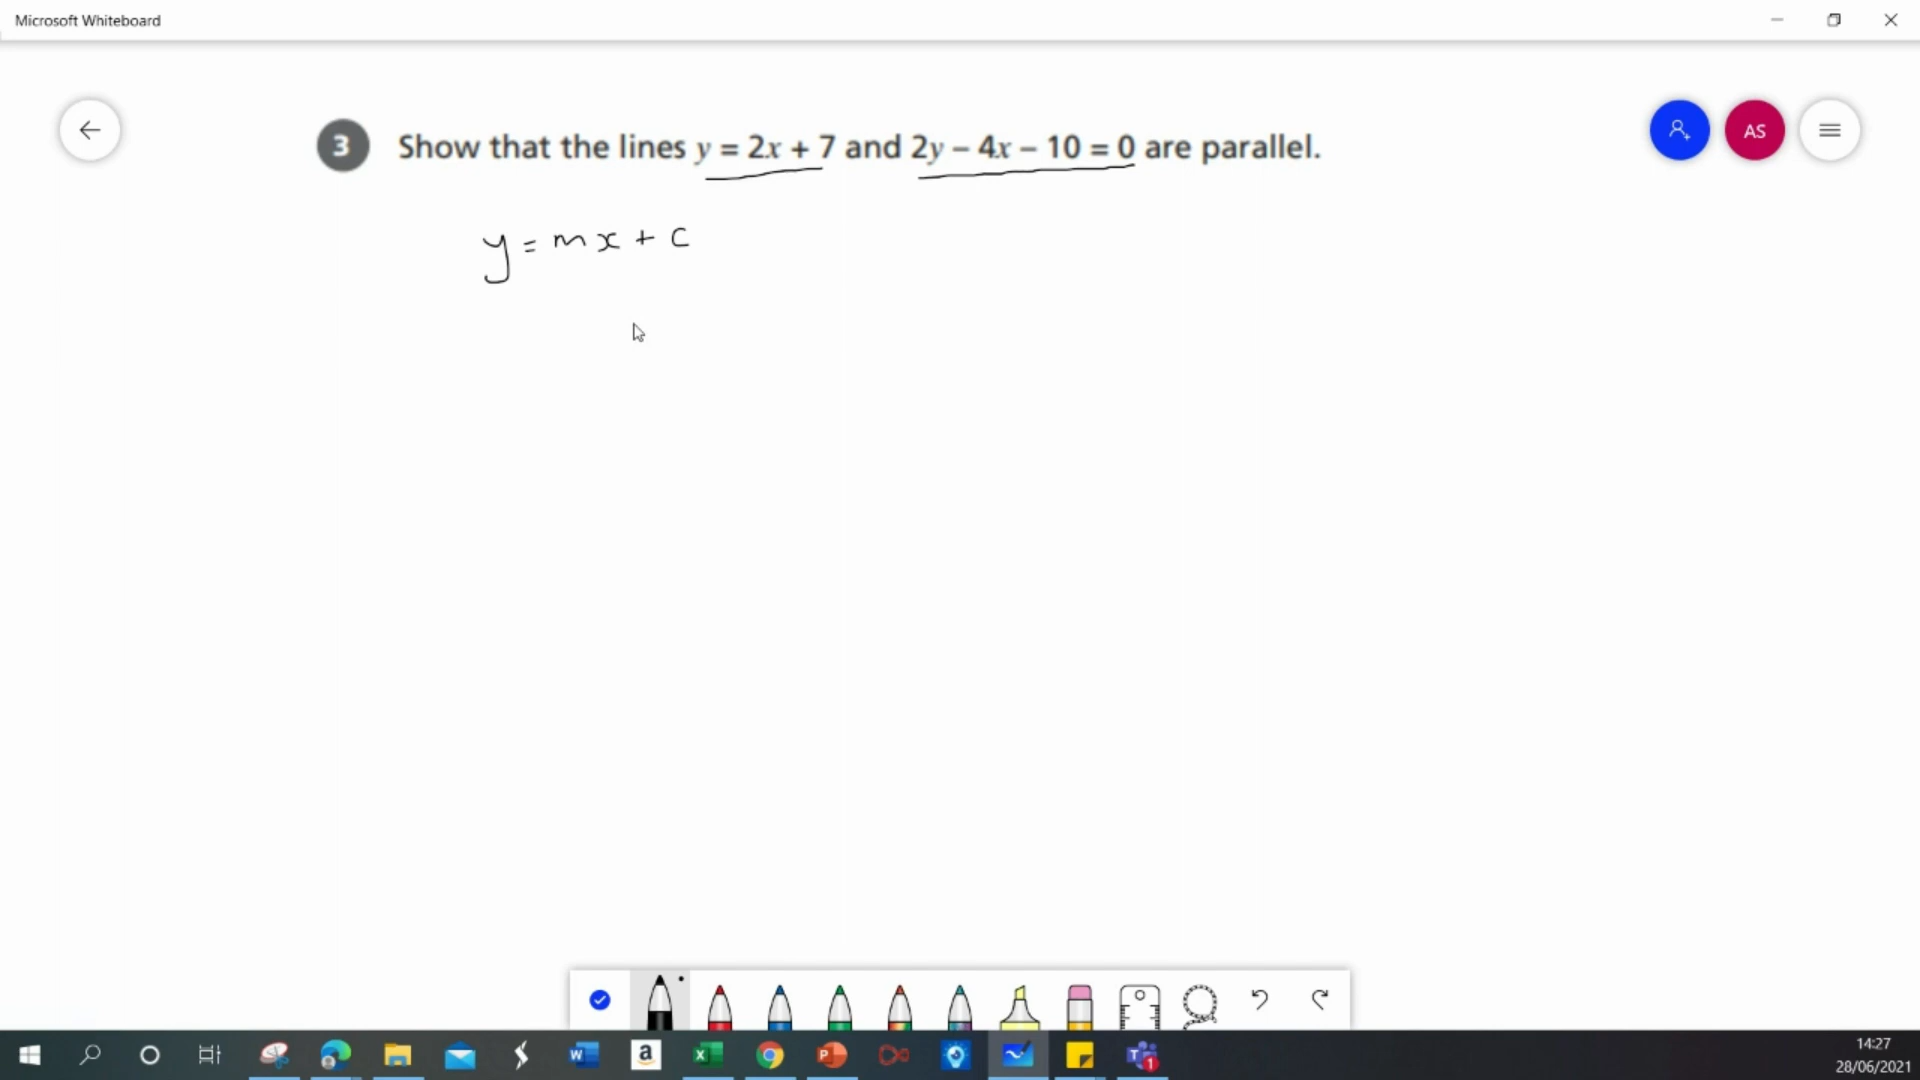 Microsoft Whiteboard
3 Show that the lines y = 2x + 7 and 2y – 4x – 10 = 0 are parallel.
AS
y = mx + c
14:27
28/06/2021